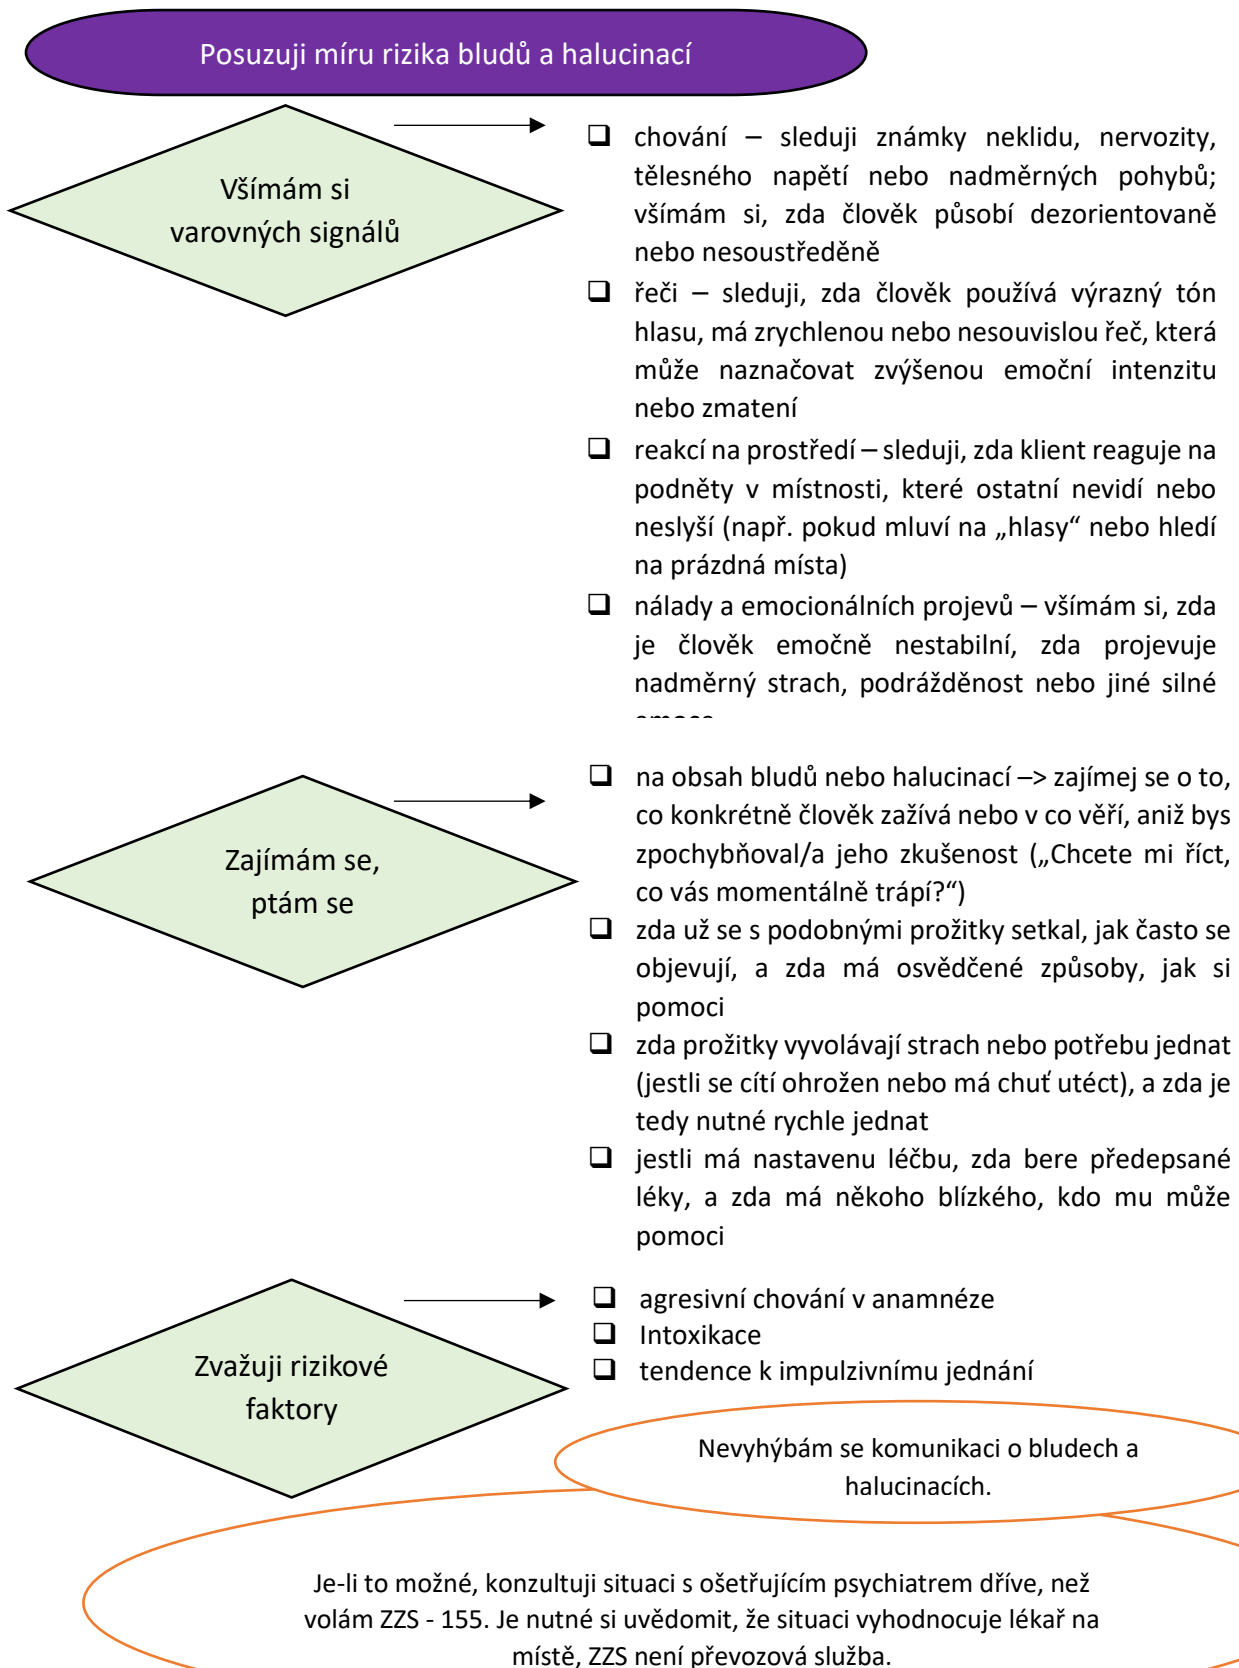 Posuzuji míru rizika bludů a halucinací
Všímám si
varovných signálů
❑ chování – sleduji známky neklidu, nervozity,
tělesného napětí nebo nadměrných pohybů;
všímám si, zda člověk působí dezorientovaně
nebo nesoustředěně
❑ řeči – sleduji, zda člověk používá výrazný tón
hlasu, má zrychlenou nebo nesouvislou řeč, která
může naznačovat zvýšenou emoční intenzitu
nebo zmatení
❑ reakcí na prostředí – sleduji, zda klient reaguje na
podněty v místnosti, které ostatní nevidí nebo
neslyší (např. pokud mluví na „hlasy“ nebo hledí
na prázdná místa)
❑ nálady a emocionálních projevů – všímám si, zda
je člověk emočně nestabilní, zda projevuje
nadměrný strach, podrážděnost nebo jiné silné
Zajímám se,
ptám se
❑ na obsah bludů nebo halucinací –> zajímej se o to,
co konkrétně člověk zažívá nebo v co věří, aniž bys
zpochybňoval/a jeho zkušenost („Chcete mi říct,
co vás momentálně trápí?“)
❑ zda už se s podobnými prožitky setkal, jak často se
objevují, a zda má osvědčené způsoby, jak si
pomoci
❑ zda prožitky vyvolávají strach nebo potřebu jednat
(jestli se cítí ohrožen nebo má chuť utéct), a zda je
tedy nutné rychle jednat
❑ jestli má nastavenu léčbu, zda bere předepsané
léky, a zda má někoho blízkého, kdo mu může
pomoci
Zvažuji rizikové
faktory
❑ agresivní chování v anamnéze
❑ Intoxikace
❑ tendence k impulzivnímu jednání
Nevyhýbám se komunikaci o bludech a
halucinacích.
Je-li to možné, konzultuji situaci s ošetřujícím psychiatrem dříve, než
volám ZZS - 155. Je nutné si uvědomit, že situaci vyhodnocuje lékař na
místě, ZZS není převozová služba.